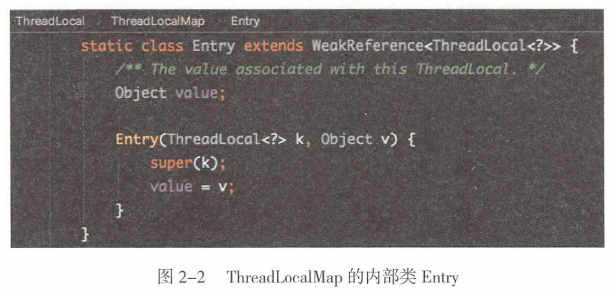 ThreadLocal ThreadLocalMap Entry
static class Entry extends WeakReference<ThreadLocal<?>> {
/** The value associated with this ThreadLocal. */
Object value;
Entry(ThreadLocal<?> k, Object v) {
super(k);
value = v;
}
}
图 2-2 ThreadLocalMap 的内部类 Entry